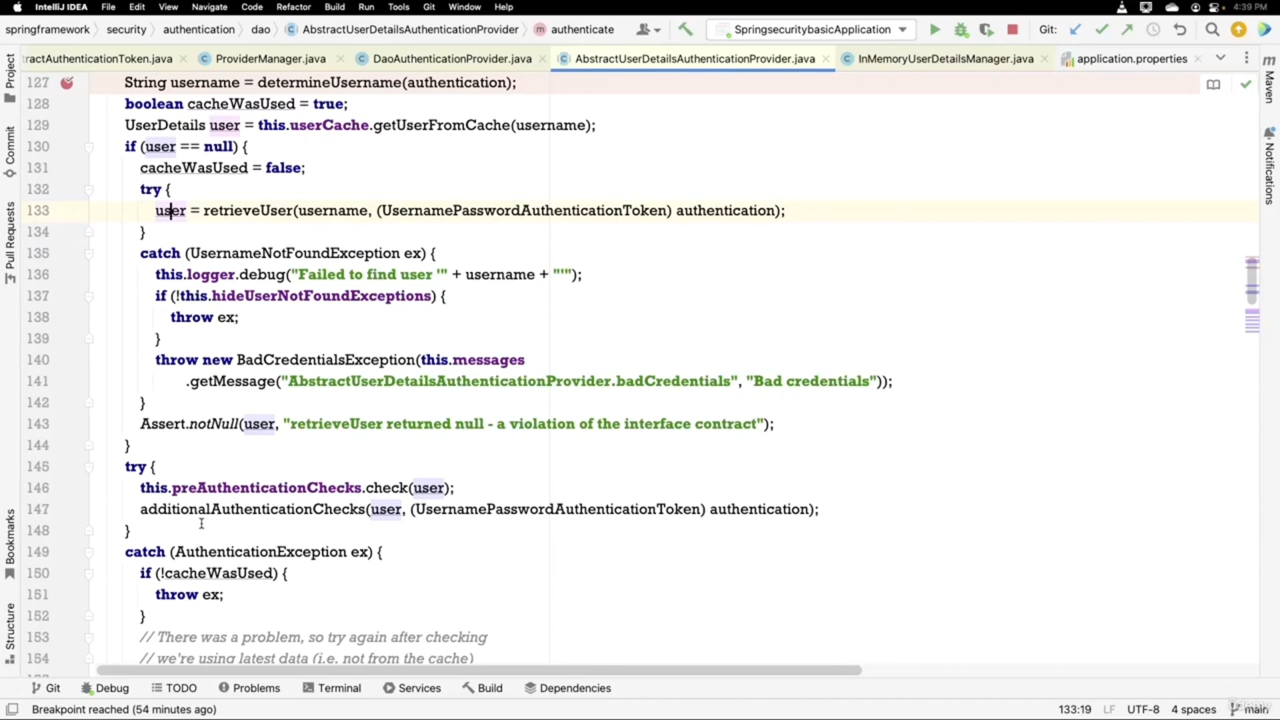 IntelliJ IDEA File Edit View Navigate Code Refactor Build Run Tools Git Window Help 4:39 PM
springframework security authentication dao AbstractUserDetailsAuthenticationProvider authenticate SpringsecuritybasicApplication Git:
ractAuthenticationToken.java ProviderManager.java DaoAuthenticationProvider.java AbstractUserDetailsAuthenticationProvider.java InMemoryUserDetailsManager.java application.properties
Project
Commit
Pull Requests
Bookmarks
Structure
127 String username = determineUsername(authentication);
128 boolean cacheWasUsed = true;
129 UserDetails user = this.userCache.getUserFromCache(username);
130 if (user == null) {
131 cacheWasUsed = false;
132 try {
133 user = retrieveUser(username, (UsernamePasswordAuthenticationToken) authentication);
134 }
135 catch (UsernameNotFoundException ex) {
136 this.logger.debug("Failed to find user '" + username + "'");
137 if (!this.hideUserNotFoundExceptions) {
138 throw ex;
139 }
140 throw new BadCredentialsException(this.messages
141 .getMessage("AbstractUserDetailsAuthenticationProvider.badCredentials", "Bad credentials"));
142 }
143 Assert.notNull(user, "retrieveUser returned null - a violation of the interface contract");
144 }
145 try {
146 this.preAuthenticationChecks.check(user);
147 additionalAuthenticationChecks(user, (UsernamePasswordAuthenticationToken) authentication);
148 }
149 catch (AuthenticationException ex) {
150 if (!cacheWasUsed) {
151 throw ex;
152 }
153 // There was a problem, so try again after checking
154 // we're using latest data (i.e. not from the cache)
Maven
Notifications
Git Debug TODO Problems Terminal Services Build Dependencies
Breakpoint reached (54 minutes ago) 133:19 LF UTF-8 4 spaces main